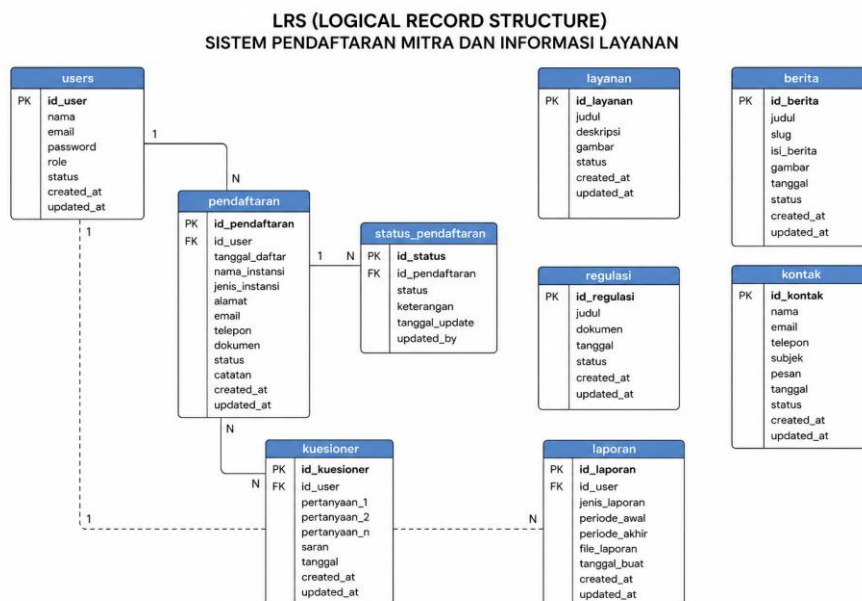 LRS (LOGICAL RECORD STRUCTURE)
SISTEM PENDAFTARAN MITRA DAN INFORMASI LAYANAN
users
PK id_user
nama
email
password
role
status
created_at
updated_at
1
N
1
pendaftaran
PK id_pendaftaran
FK id_user
tanggal_daftar
nama_instansi
jenis_instansi
alamat
email
telepon
dokumen
status
catatan
created_at
updated_at
1 N
status_pendaftaran
PK id_status
FK id_pendaftaran
status
keterangan
tanggal_update
updated_by
layanan
PK id_layanan
judul
deskripsi
gambar
status
created_at
updated_at
berita
PK id_berita
judul
slug
isi_berita
gambar
tanggal
status
created_at
updated_at
regulasi
PK id_regulasi
judul
dokumen
tanggal
status
created_at
updated_at
kontak
PK id_kontak
nama
email
telepon
subjek
pesan
tanggal
status
created_at
updated_at
N
N
1
kuesioner
PK id_kuesioner
FK id_user
pertanyaan_1
pertanyaan_2
pertanyaan_n
saran
tanggal
created_at
updated_at
N
laporan
PK id_laporan
FK id_user
jenis_laporan
periode_awal
periode_akhir
file_laporan
tanggal_buat
created_at
updated_at